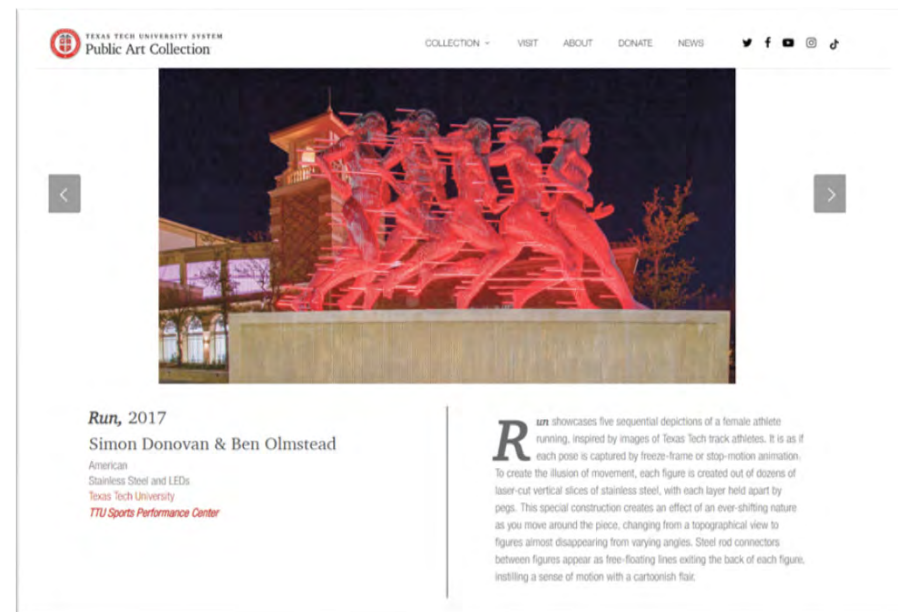 TEXAS TECH UNIVERSITY SYSTEM
Public Art Collection
COLLECTION
VISIT
ABOUT
DONATE
NEWS
Run, 2017
Simon Donovan & Ben Olmstead
American
Stainless Steel and LEDs
Texas Tech University
TTU Sports Performance Center
Run showcases five sequential depictions of a female athlete
running, inspired by images of Texas Tech track athletes. It is as if
each pose is captured by freeze-frame or stop-motion animation.
To create the illusion of movement, each figure is created out of dozens of
laser-cut vertical slices of stainless steel, with each layer held apart by
pegs. This special construction creates an effect of an ever-shifting nature
as you move around the piece, changing from a topographical view to
figures almost disappearing from varying angles. Steel rod connectors
between figures appear as free-floating lines exiting the back of each figure,
instilling a sense of motion with a cartoonish flair.